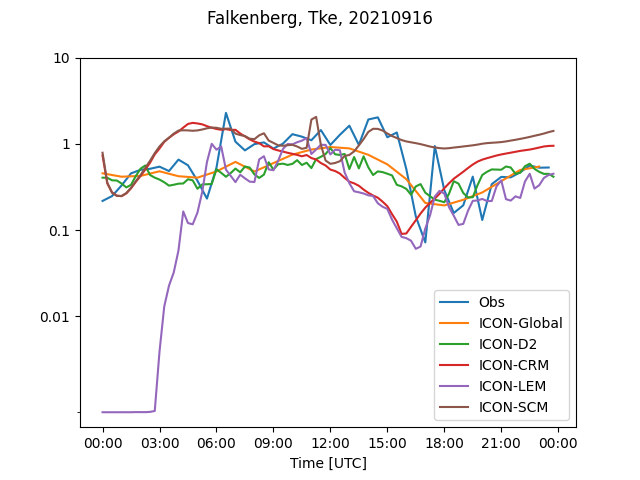 Falkenberg, Tke, 20210916
10
1
0.1
0.01
Obs
ICON-Global
ICON-D2
ICON-CRM
ICON-LEM
ICON-SCM
00:00 03:00 06:00 09:00 12:00 15:00 18:00 21:00 00:00
Time [UTC]